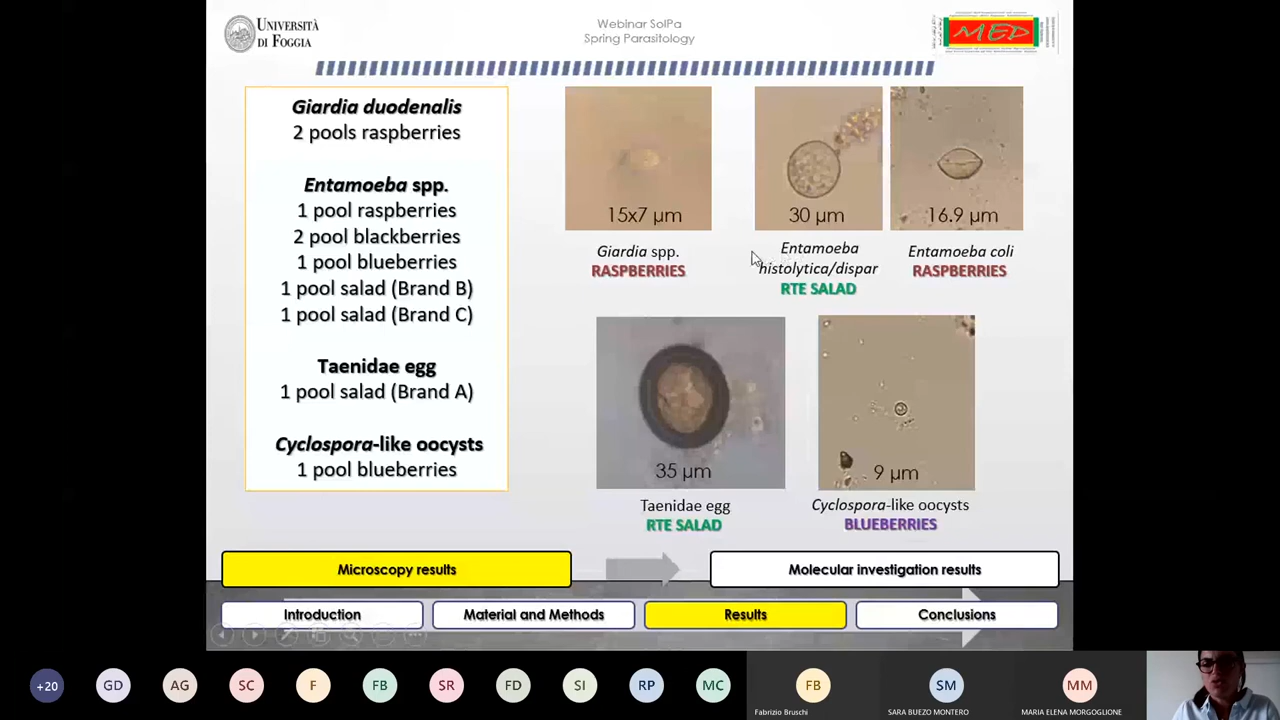 UNIVERSITÀ
DI FOGGIA
Webinar SoIPa
Spring Parasitology
MED
Giardia duodenalis
2 pools raspberries
Entamoeba spp.
1 pool raspberries
2 pool blackberries
1 pool blueberries
1 pool salad (Brand B)
1 pool salad (Brand C)
Taenidae egg
1 pool salad (Brand A)
Cyclospora-like oocysts
1 pool blueberries
15x7 µm
Giardia spp.
RASPBERRIES
30 µm
Entamoeba
histolytica/dispar
RTE SALAD
16.9 µm
Entamoeba coli
RASPBERRIES
35 µm
Taenidae egg
RTE SALAD
9 µm
Cyclospora-like oocysts
BLUEBERRIES
Microscopy results
Molecular investigation results
Introduction
Material and Methods
Results
Conclusions
+20
GD
AG
SC
F
FB
SR
FD
SI
RP
MC
FB
Fabrizio Bruschi
SM
SARA BUEZO MONTERO
MM
MARIA ELENA MORGOGLIONE